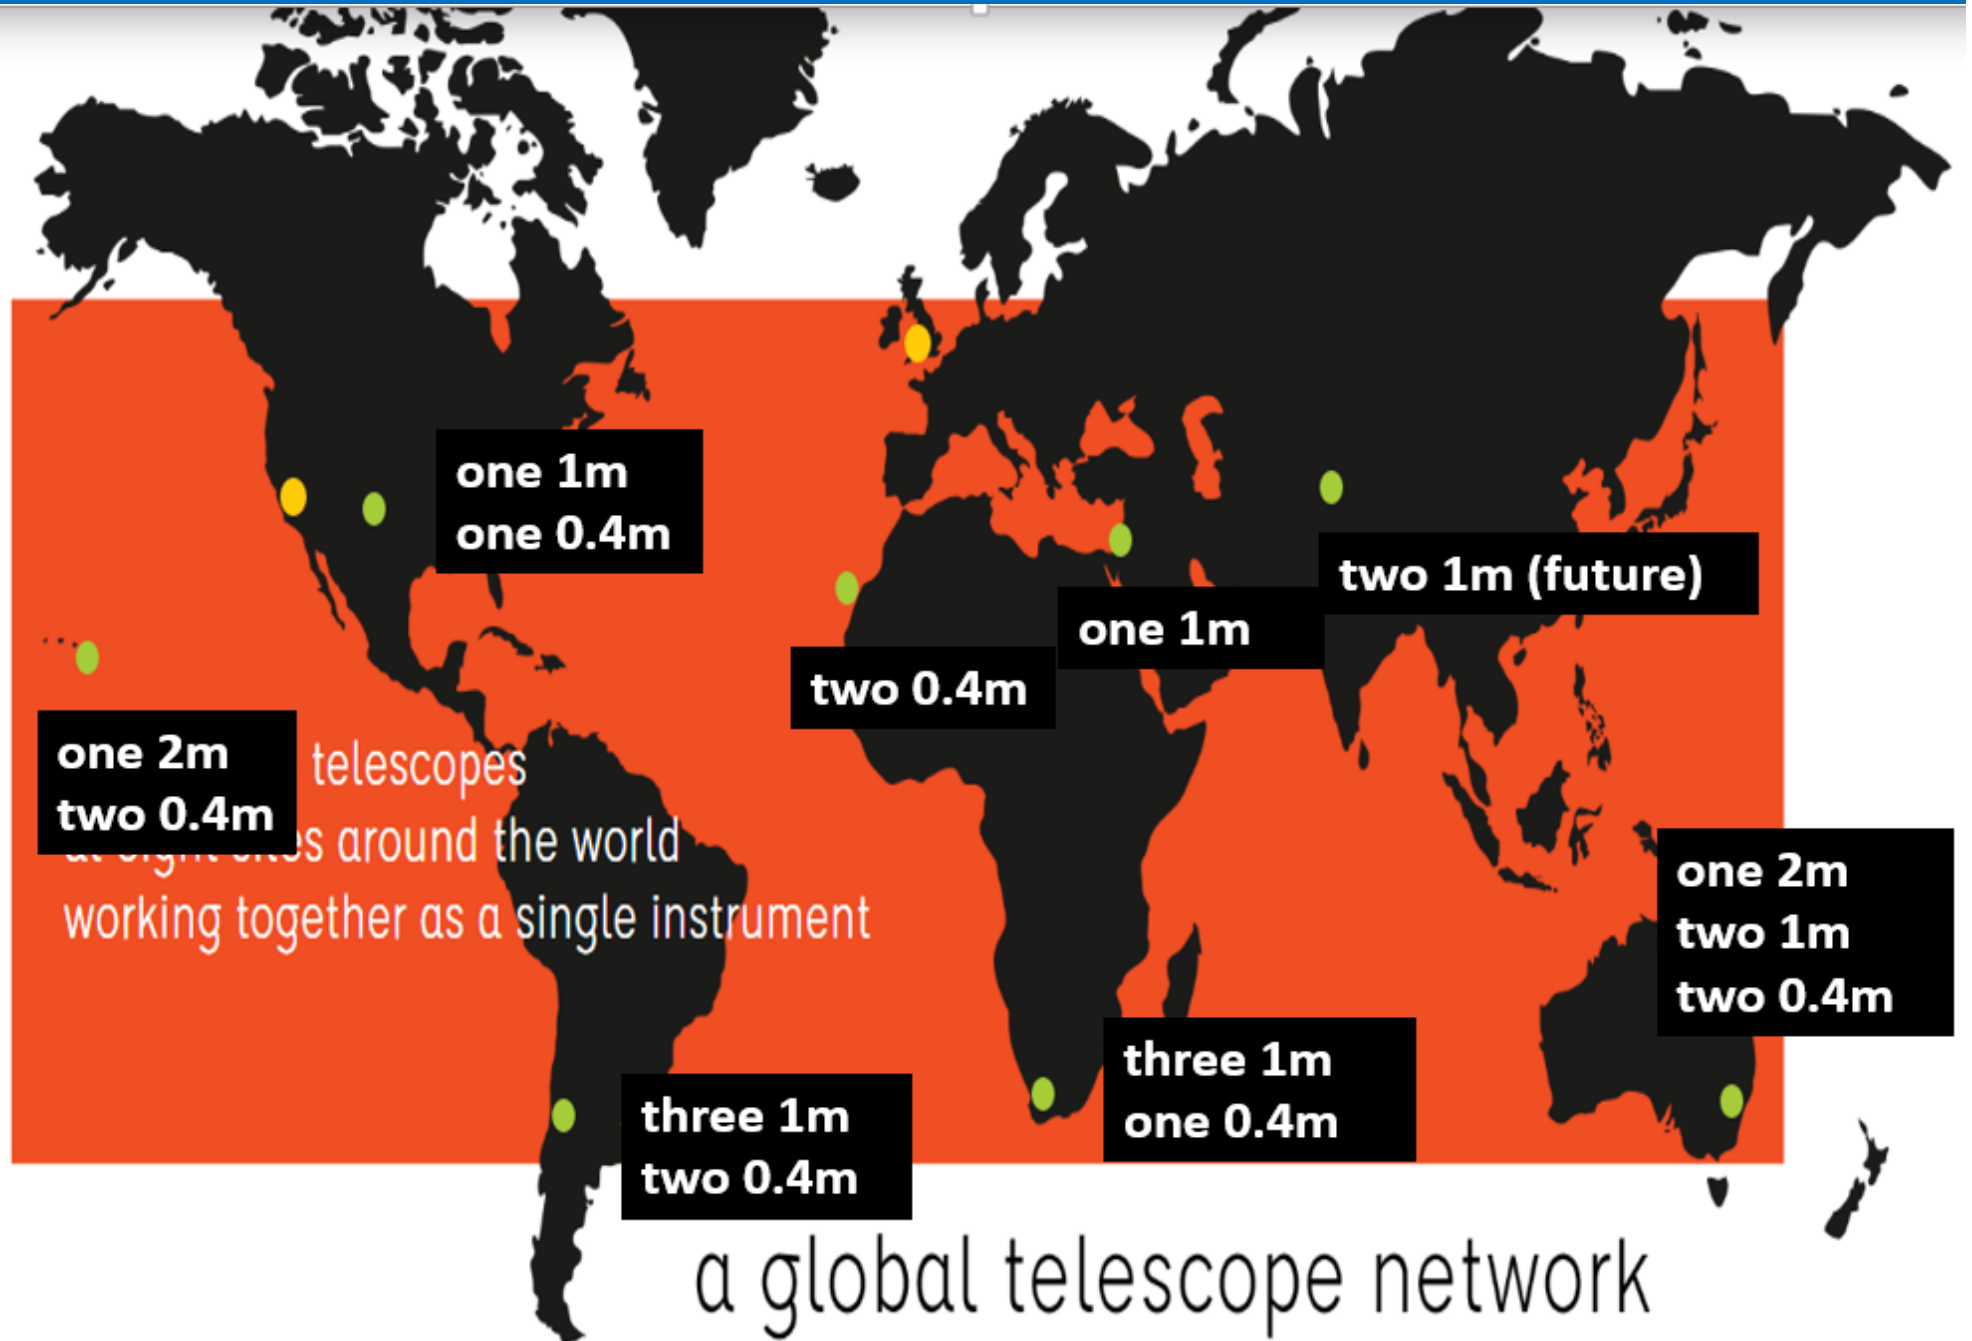 one 1m
one 0.4m
two 1m (future)
one 1m
two 0.4m
one 2m
two 0.4m
telescopes
around the world
working together as a single instrument
one 2m
two 1m
two 0.4m
three 1m
one 0.4m
three 1m
two 0.4m
a global telescope network